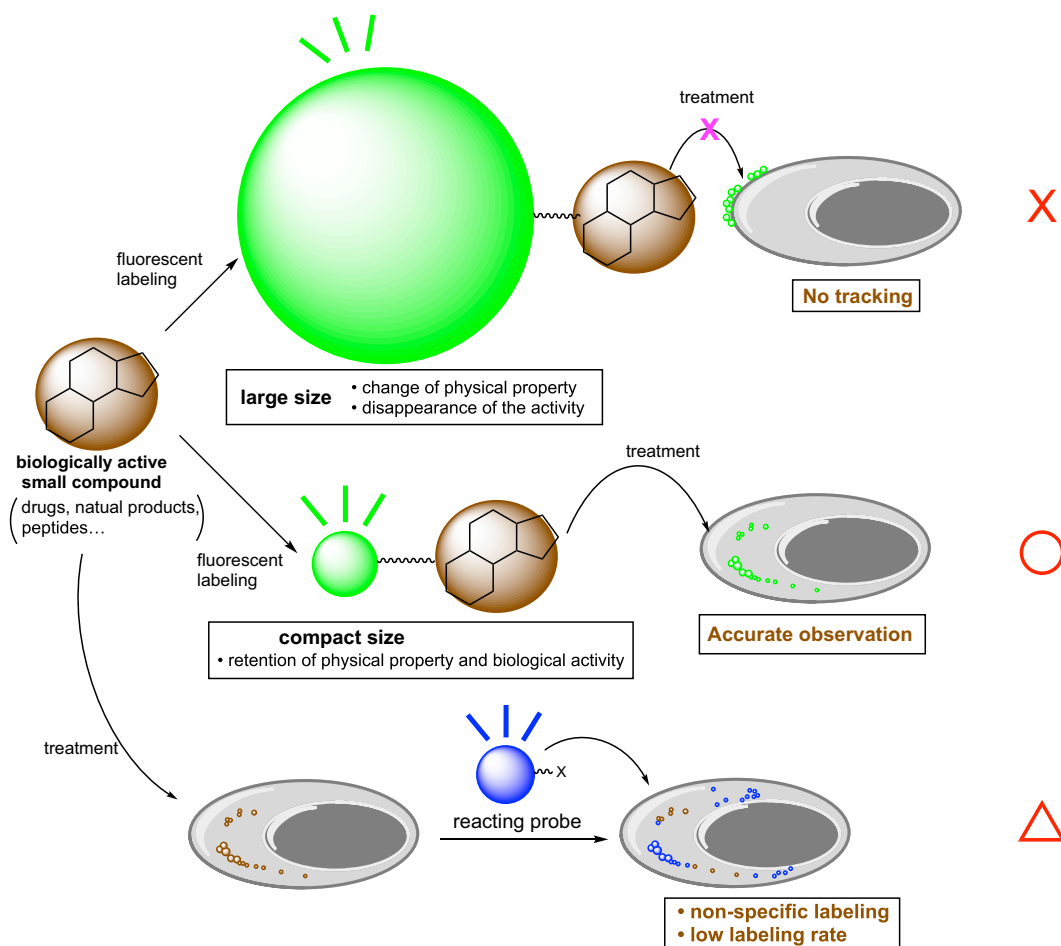 treatment
X
X
fluorescent
labeling
No tracking
large size
• change of physical property
• disappearance of the activity
biologically active
small compound
(drugs, natual products,
peptides…)
treatment
fluorescent
labeling
compact size
• retention of physical property and biological activity
Accurate observation
treatment
X
reacting probe
• non-specific labeling
• low labeling rate